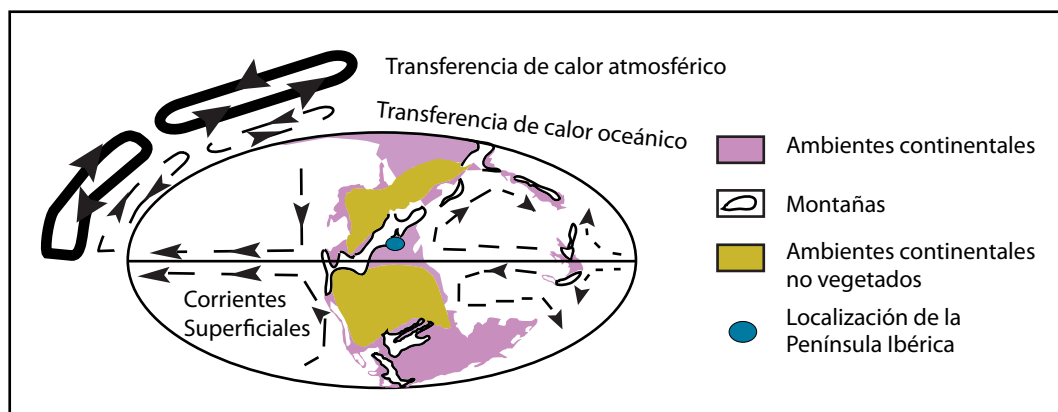 Transferencia de calor atmosférico
Transferencia de calor oceánico
Corrientes
Superficiales
Ambientes continentales
Montañas
Ambientes continentales
no vegetados
Localización de la
Península Ibérica